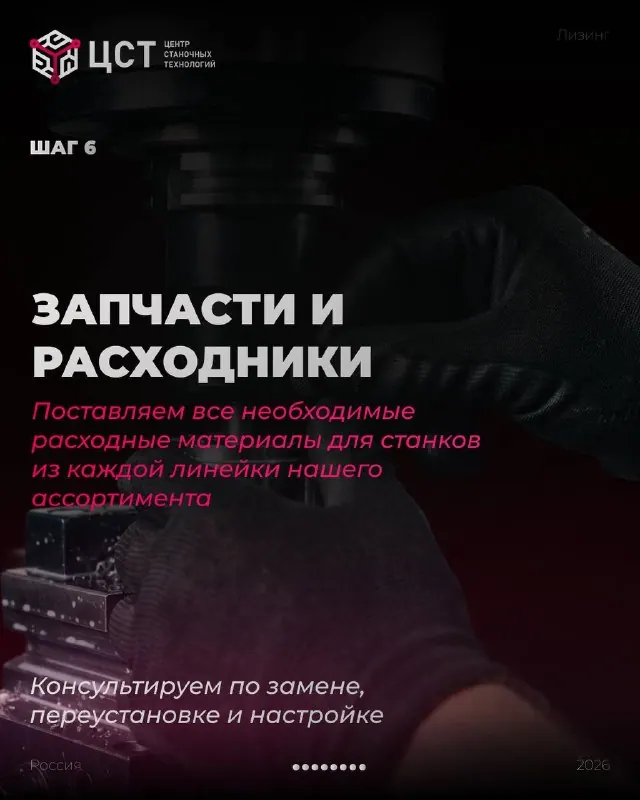 ЦСТ
ЦЕНТР
СТАНОЧНЫХ
ТЕХНОЛОГИЙ
Лизинг
ШАГ 6
ЗАПЧАСТИ И
РАСХОДНИКИ
Поставляем все необходимые
расходные материалы для станков
из каждой линейки нашего
ассортимента
Консультируем по замене,
переустановке и настройке
Россия
2026